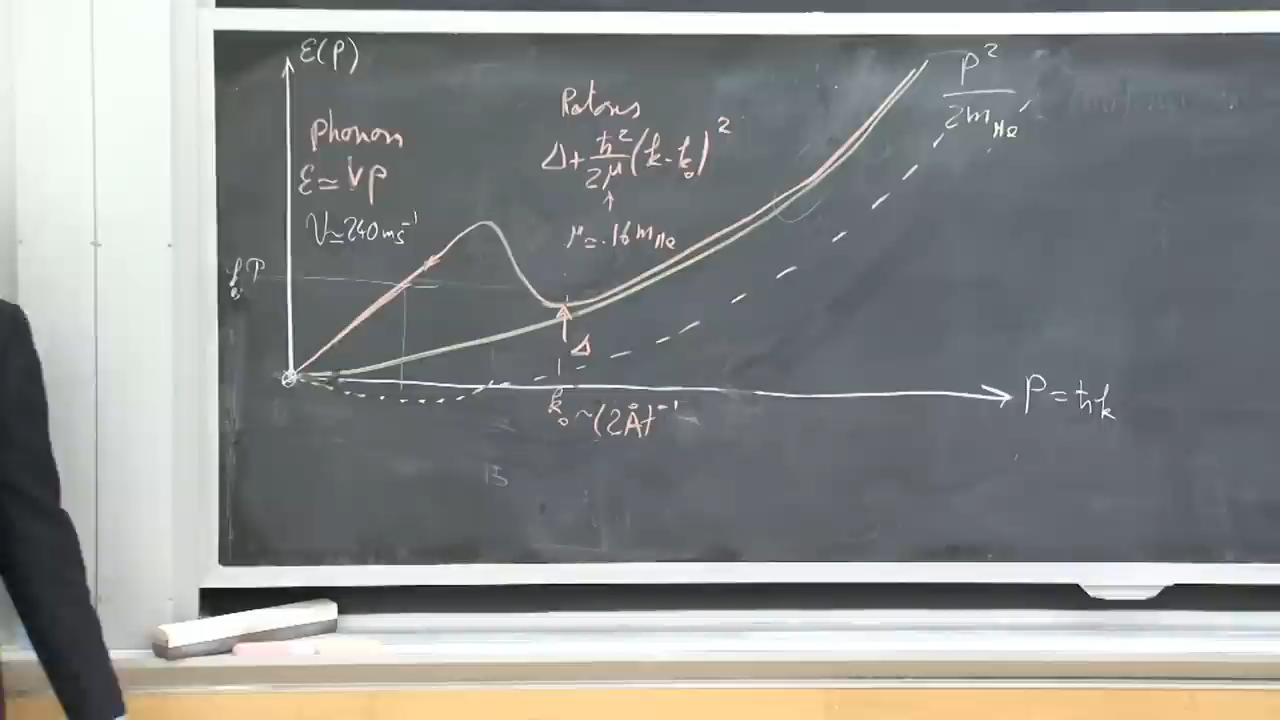 ε(p)
phonon
ε ≃ Vp
V ≃ 240 ms⁻¹
Rotons
Δ + ℏ²/2μ (k - k₀)²
↑
μ ≃ .16 m_He
p²/2m_He
Δ
k₀ ~ (2Å)⁻¹
p = ℏk